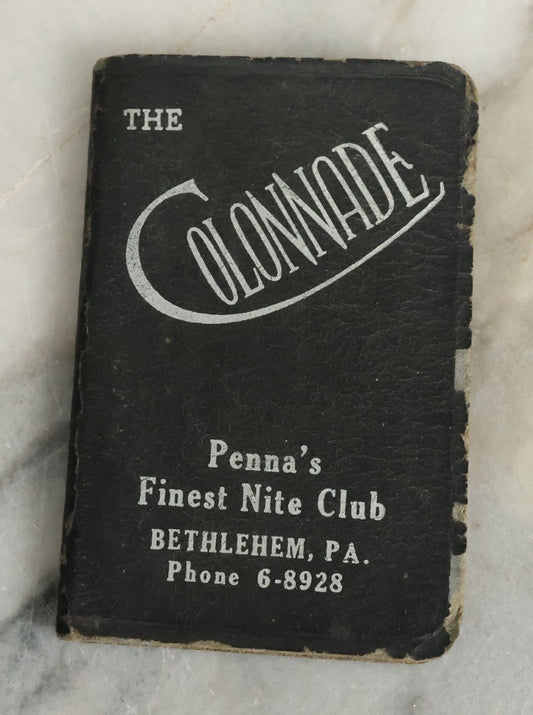 THE
COLONNADE
Penna's
Finest Nite Club
BETHLEHEM, PA.
Phone 6-8928